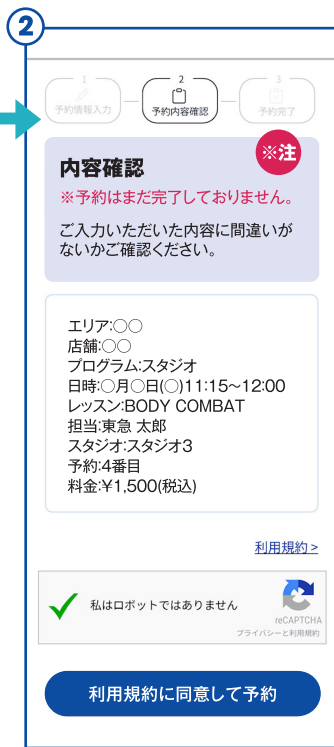 2
1
予約情報入力
2
予約内容確認
3
予約完了
※注
内容確認
※予約はまだ完了しておりません。
ご入力いただいた内容に間違いが
ないかご確認ください。
エリア:○○
店舗:○○
プログラム:スタジオ
日時:○月○日(○)11:15~12:00
レッスン:BODY COMBAT
担当:東急 太郎
スタジオ:スタジオ3
予約:4番目
料金:¥1,500(税込)
利用規約 >
私はロボットではありません
reCAPTCHA
プライバシーと利用規約
利用規約に同意して予約